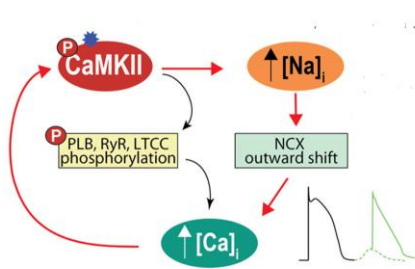 P
CaMKII
[Na]i
P
PLB, RyR, LTCC
phosphorylation
NCX
outward shift
[Ca]i